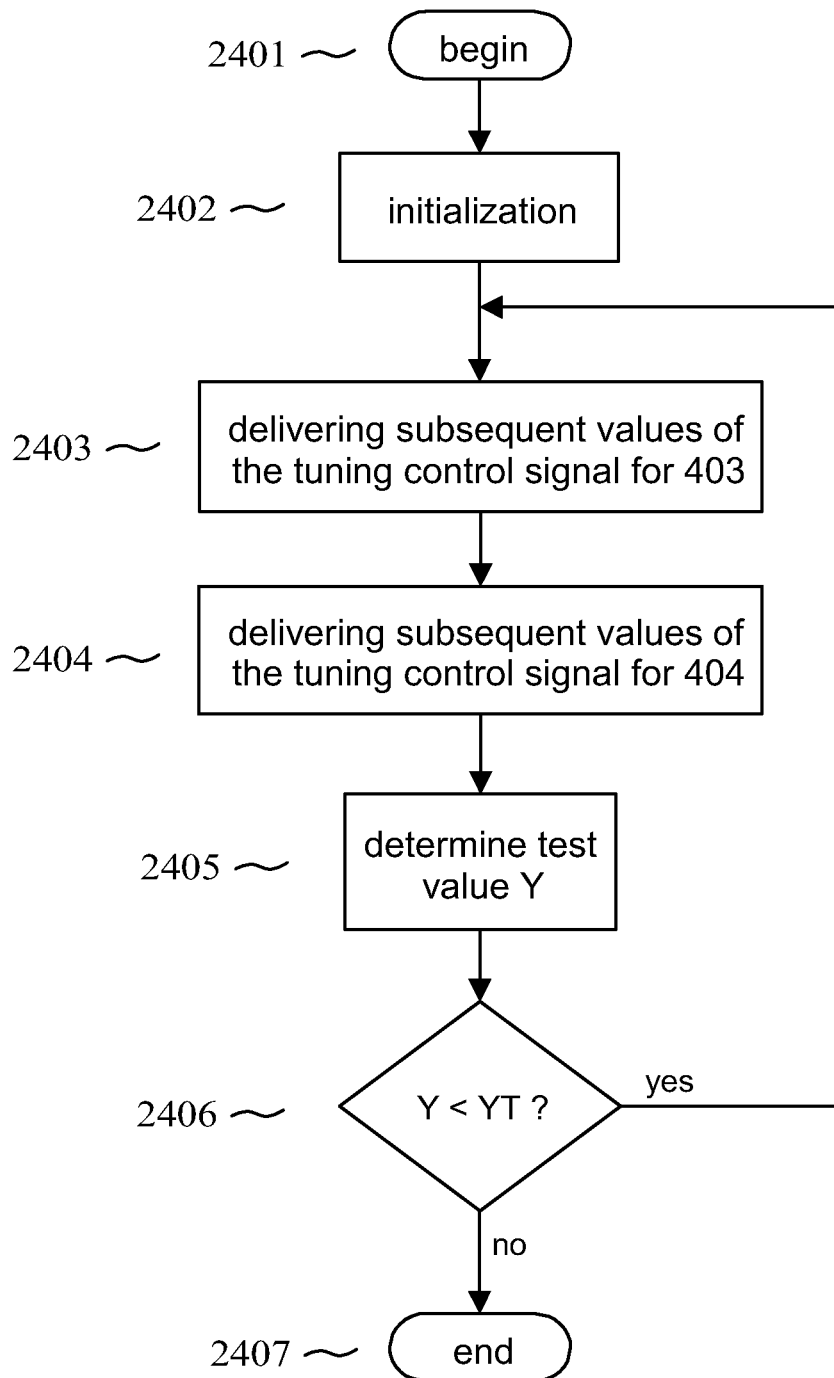 2401
begin
2402
initialization
2403
delivering subsequent values of
the tuning control signal for 403
2404
delivering subsequent values of
the tuning control signal for 404
2405
determine test
value Y
2406
Y < YT ?
yes
no
2407
end